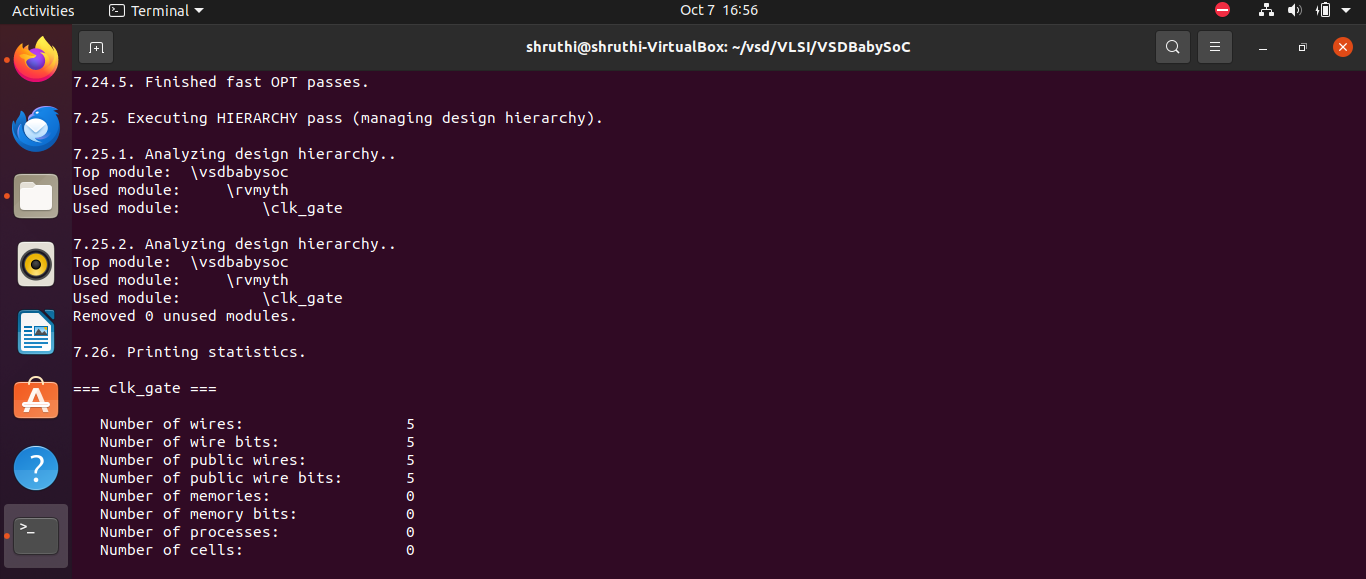 Activities Terminal Oct 7 16:56
shruthi@shruthi-VirtualBox: ~/vsd/VLSI/VSDBabySoC
7.24.5. Finished fast OPT passes.
7.25. Executing HIERARCHY pass (managing design hierarchy).
7.25.1. Analyzing design hierarchy..
Top module:  \vsdbabysoc
Used module:     \rvmyth
Used module:         \clk_gate
7.25.2. Analyzing design hierarchy..
Top module:  \vsdbabysoc
Used module:     \rvmyth
Used module:         \clk_gate
Removed 0 unused modules.
7.26. Printing statistics.
=== clk_gate ===
Number of wires:                  5
Number of wire bits:              5
Number of public wires:           5
Number of public wire bits:       5
Number of memories:               0
Number of memory bits:            0
Number of processes:              0
Number of cells:                  0